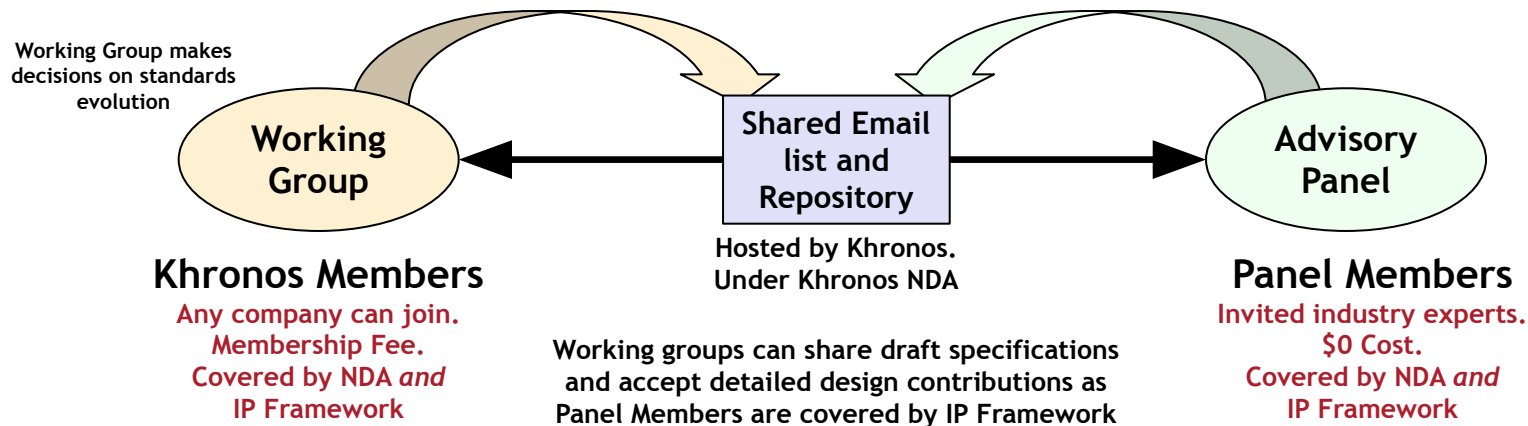 Working Group makes
decisions on standards
evolution
Working
Group
Shared Email
list and
Repository
Advisory
Panel
Hosted by Khronos.
Under Khronos NDA
Khronos Members
Any company can join.
Membership Fee.
Covered by NDA and
IP Framework
Working groups can share draft specifications
and accept detailed design contributions as
Panel Members are covered by IP Framework
Panel Members
Invited industry experts.
$0 Cost.
Covered by NDA and
IP Framework